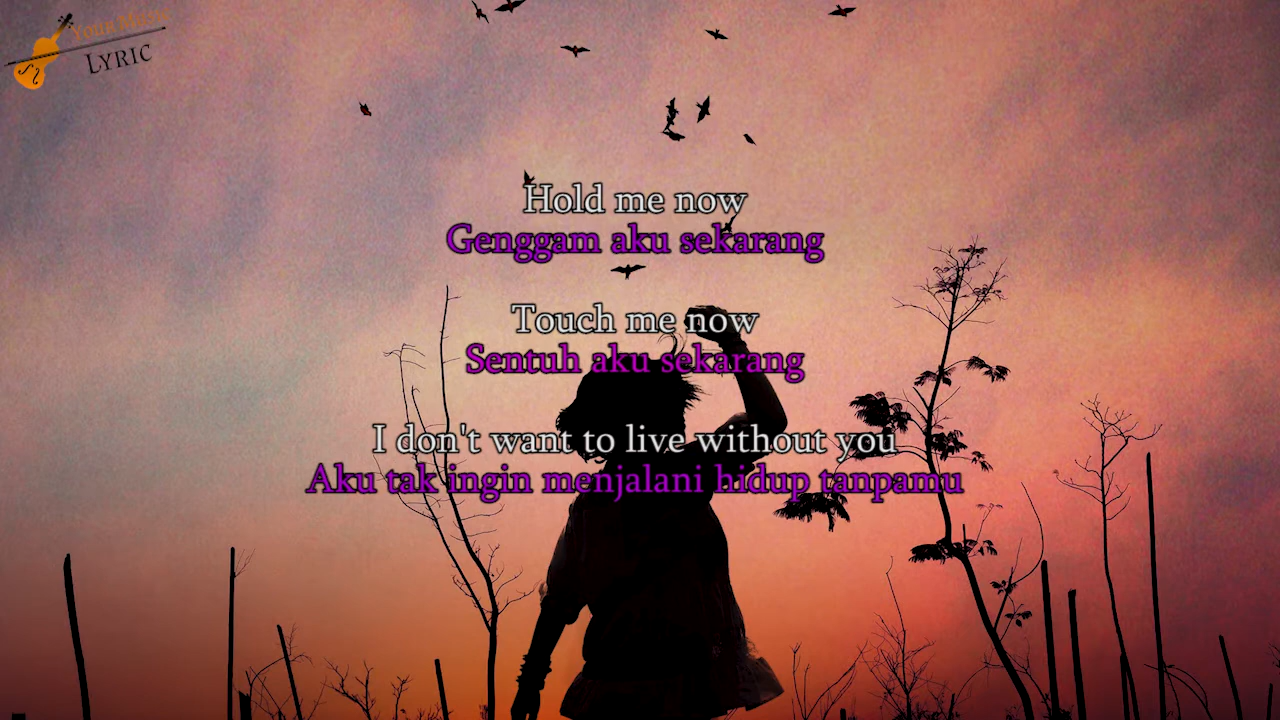 Your Music
Lyric
Hold me now
Genggam aku sekarang
Touch me now
Sentuh aku sekarang
I don't want to live without you
Aku tak ingin menjalani hidup tanpamu